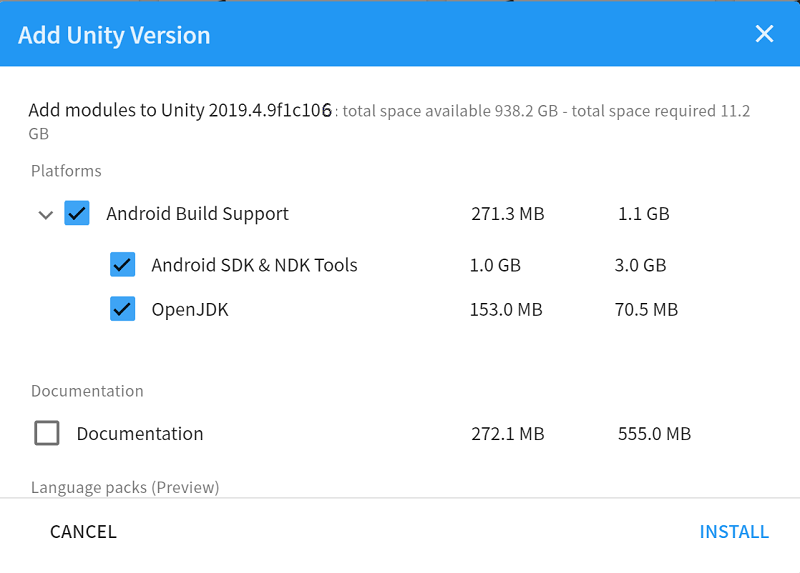 Add Unity Version
Add modules to Unity 2019.4.9f1c106 : total space available 938.2 GB - total space required 11.2
GB
Platforms
Android Build Support 271.3 MB 1.1 GB
Android SDK & NDK Tools 1.0 GB 3.0 GB
OpenJDK 153.0 MB 70.5 MB
Documentation
Documentation 272.1 MB 555.0 MB
Language packs (Preview)
CANCEL INSTALL